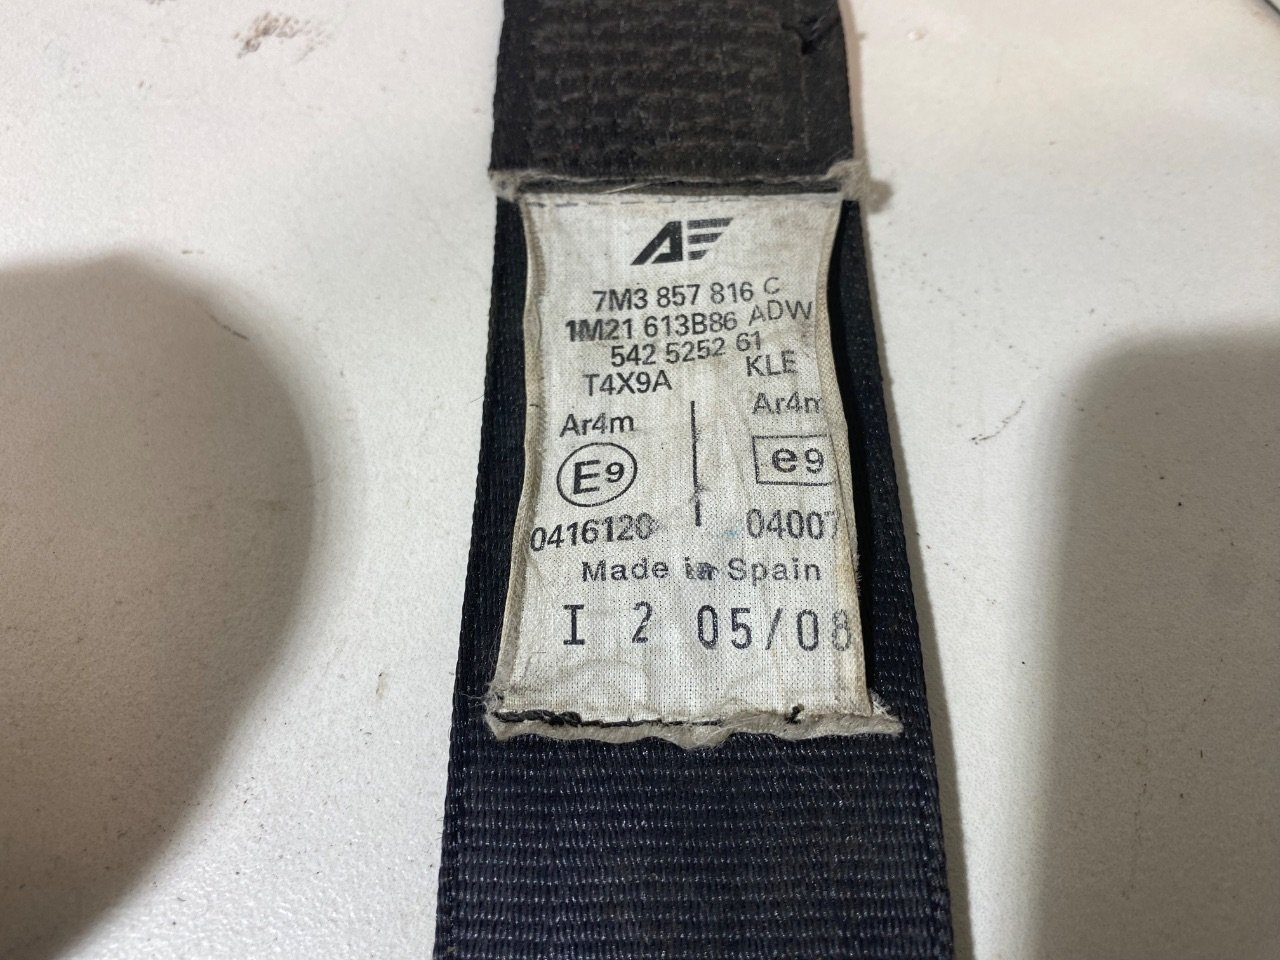 7M3 857 816 C
1M21 613B86 ADW
542 5252 61
T4X9A KLE
Ar4m Ar4m
E9 e9
0416120 04007
Made in Spain
I 2 05/08